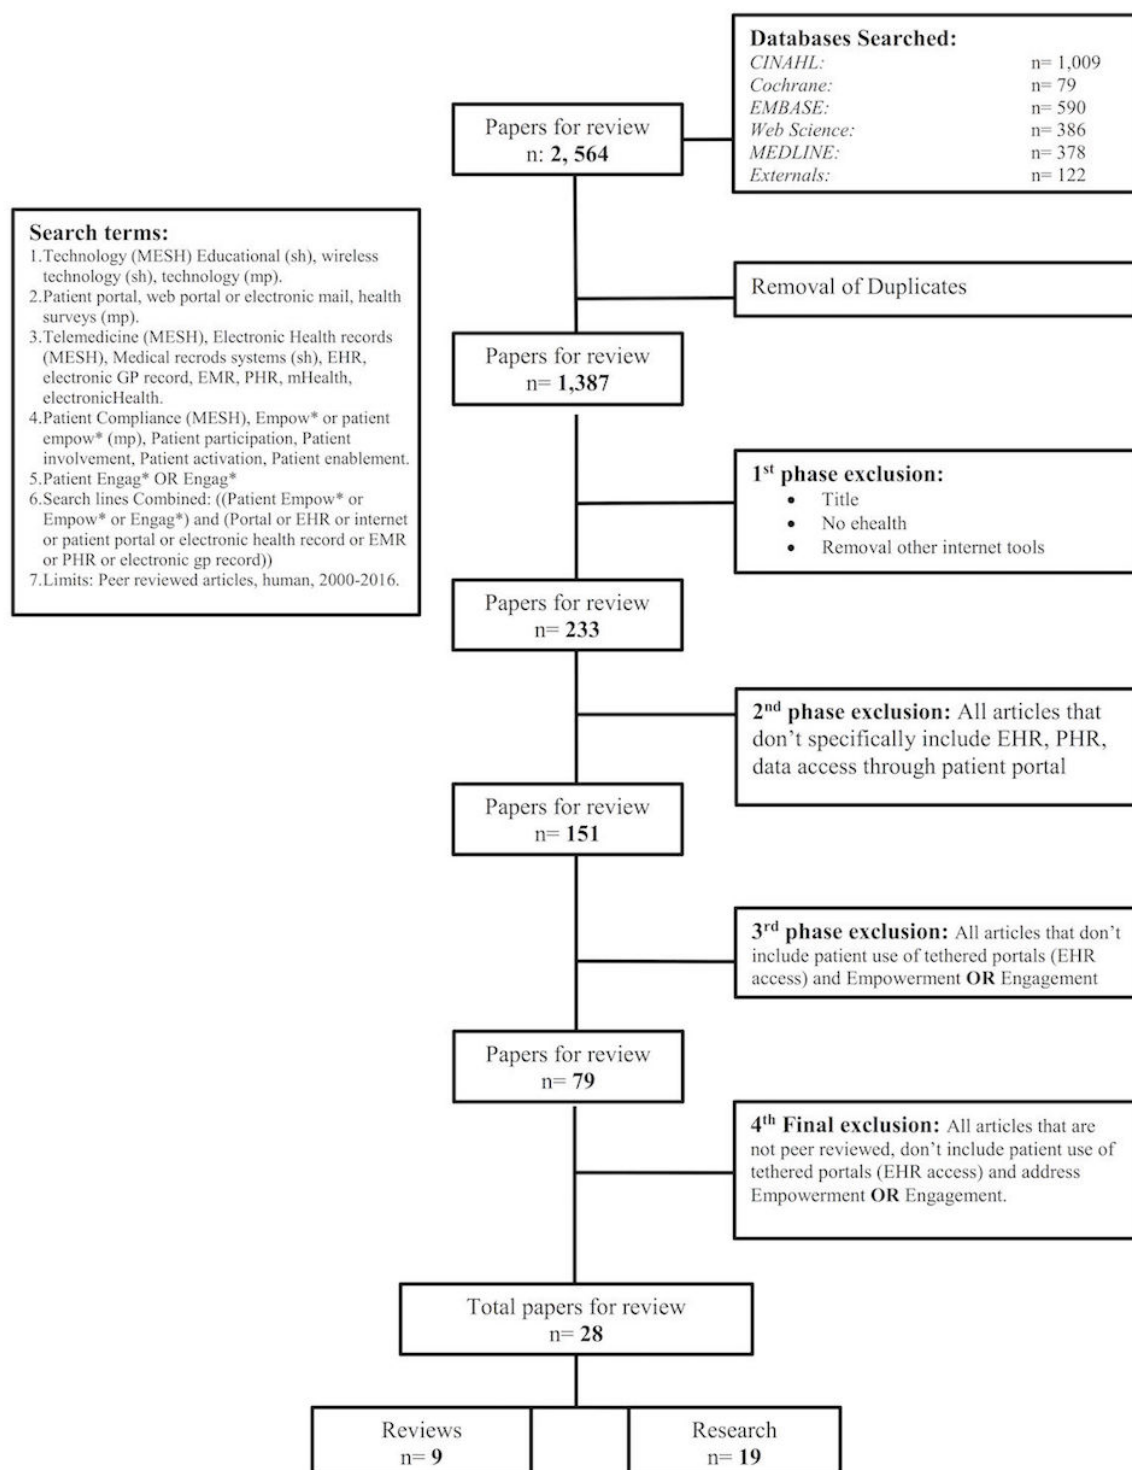 Databases Searched:
CINAHL: n= 1,009
Cochrane: n= 79
EMBASE: n= 590
Web Science: n= 386
MEDLINE: n= 378
Externals: n= 122
Papers for review
n: 2, 564
Search terms:
1.Technology (MESH) Educational (sh), wireless
technology (sh), technology (mp).
2.Patient portal, web portal or electronic mail, health
surveys (mp).
3.Telemedicine (MESH), Electronic Health records
(MESH), Medical recrods systems (sh), EHR,
electronic GP record, EMR, PHR, mHealth,
electronicHealth.
4.Patient Compliance (MESH), Empow* or patient
empow* (mp), Patient participation, Patient
involvement, Patient activation, Patient enablement.
5.Patient Engag* OR Engag*
6.Search lines Combined: ((Patient Empow* or
Empow* or Engag*) and (Portal or EHR or internet
or patient portal or electronic health record or EMR
or PHR or electronic gp record))
7.Limits: Peer reviewed articles, human, 2000-2016.
Removal of Duplicates
Papers for review
n= 1,387
1st phase exclusion:
• Title
• No ehealth
• Removal other internet tools
Papers for review
n= 233
2nd phase exclusion: All articles that
don't specifically include EHR, PHR,
data access through patient portal
Papers for review
n= 151
3rd phase exclusion: All articles that don't
include patient use of tethered portals (EHR
access) and Empowerment OR Engagement
Papers for review
n= 79
4th Final exclusion: All articles that are
not peer reviewed, don't include patient use of
tethered portals (EHR access) and address
Empowerment OR Engagement.
Total papers for review
n= 28
Reviews
n= 9
Research
n= 19